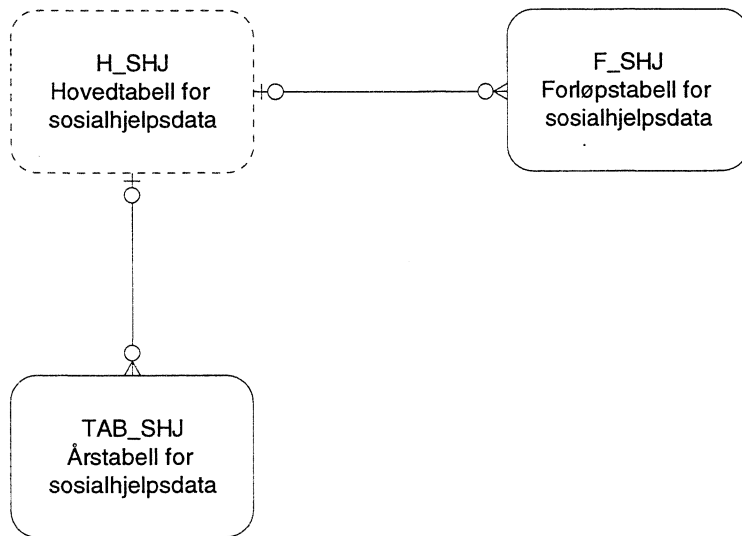 H_SHJ
Hovedtabell for
sosialhjelpsdata
F_SHJ
Forløpstabell for
sosialhjelpsdata
TAB_SHJ
Årstabell for
sosialhjelpsdata